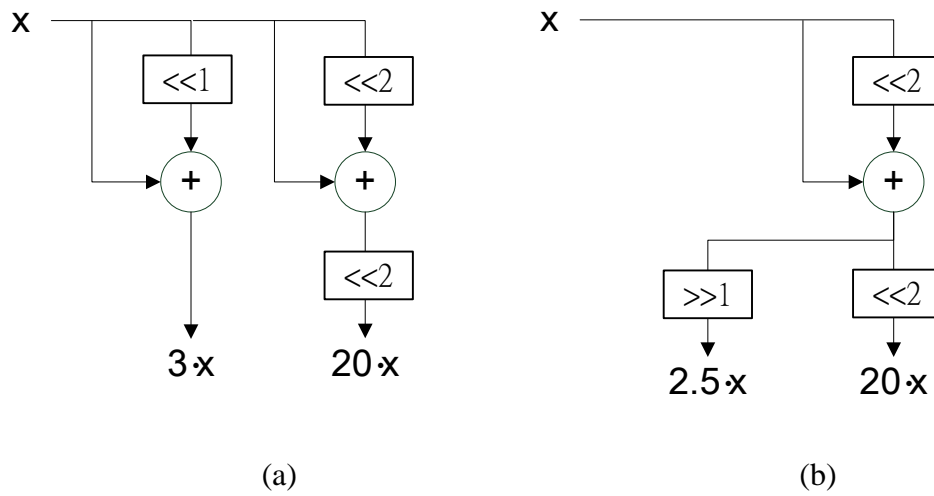 x
<<1
<<2
+
+
<<2
3·x
20·x
(a)
x
<<2
+
>>1
<<2
2.5·x
20·x
(b)